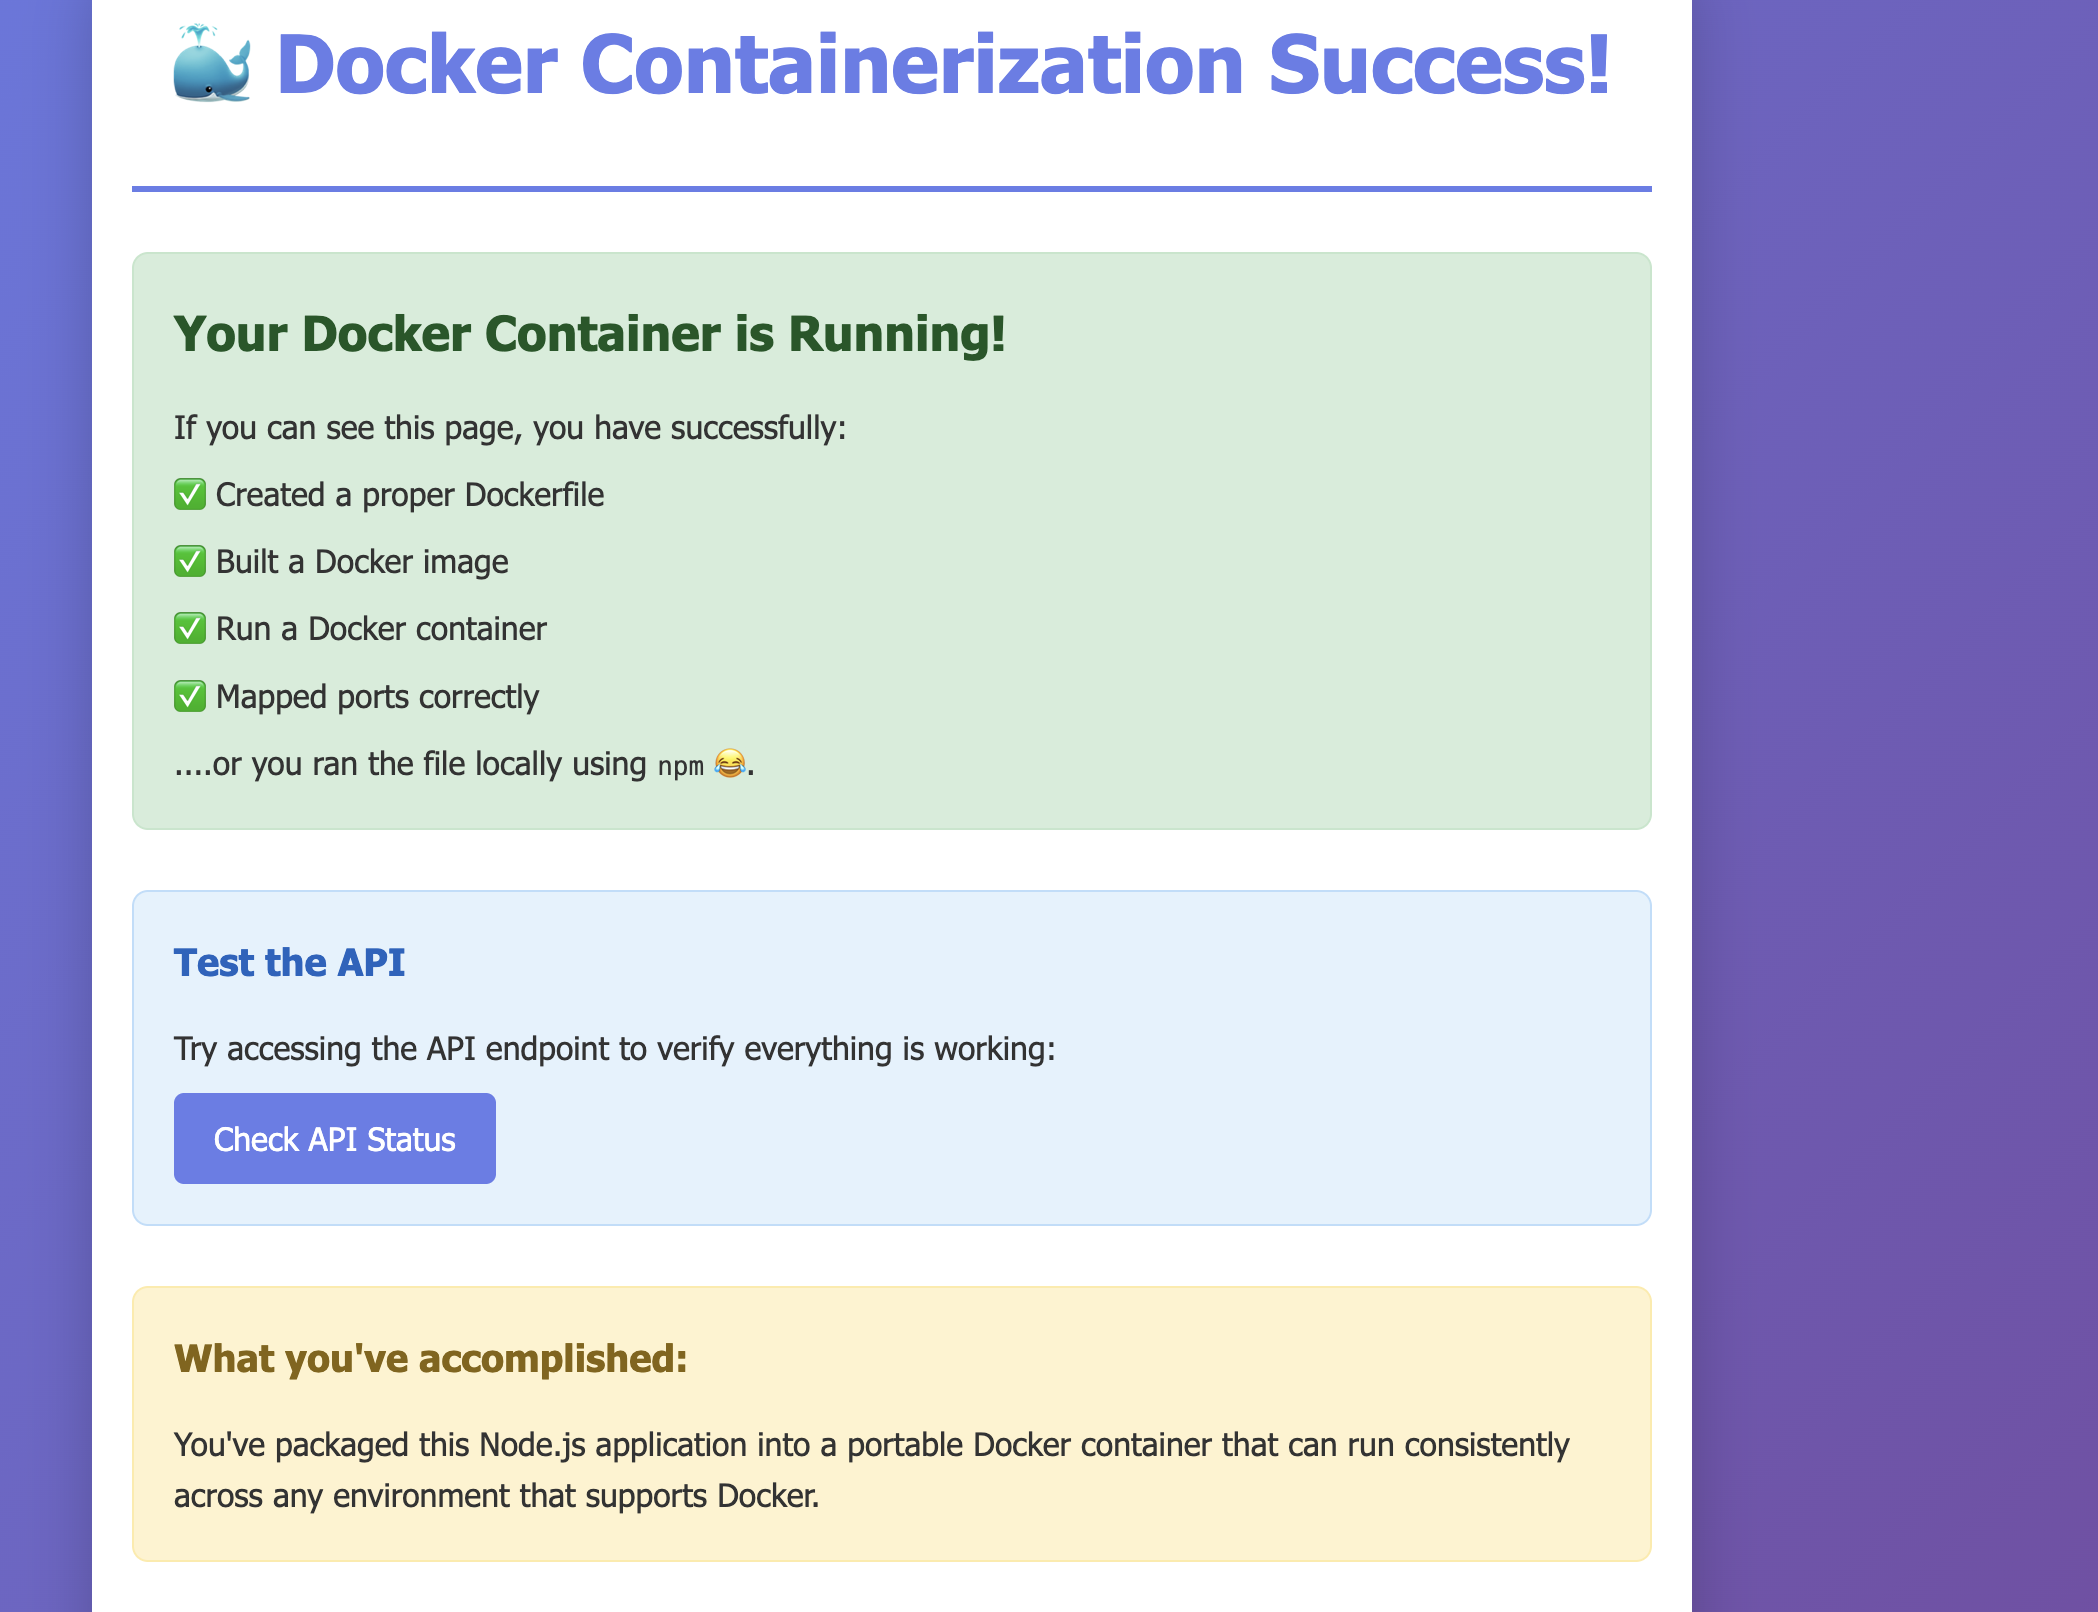 🐳 Docker Containerization Success!
Your Docker Container is Running!
If you can see this page, you have successfully:
✅ Created a proper Dockerfile
✅ Built a Docker image
✅ Run a Docker container
✅ Mapped ports correctly
....or you ran the file locally using npm 😂.
Test the API
Try accessing the API endpoint to verify everything is working:
Check API Status
What you've accomplished:
You've packaged this Node.js application into a portable Docker container that can run consistently
across any environment that supports Docker.